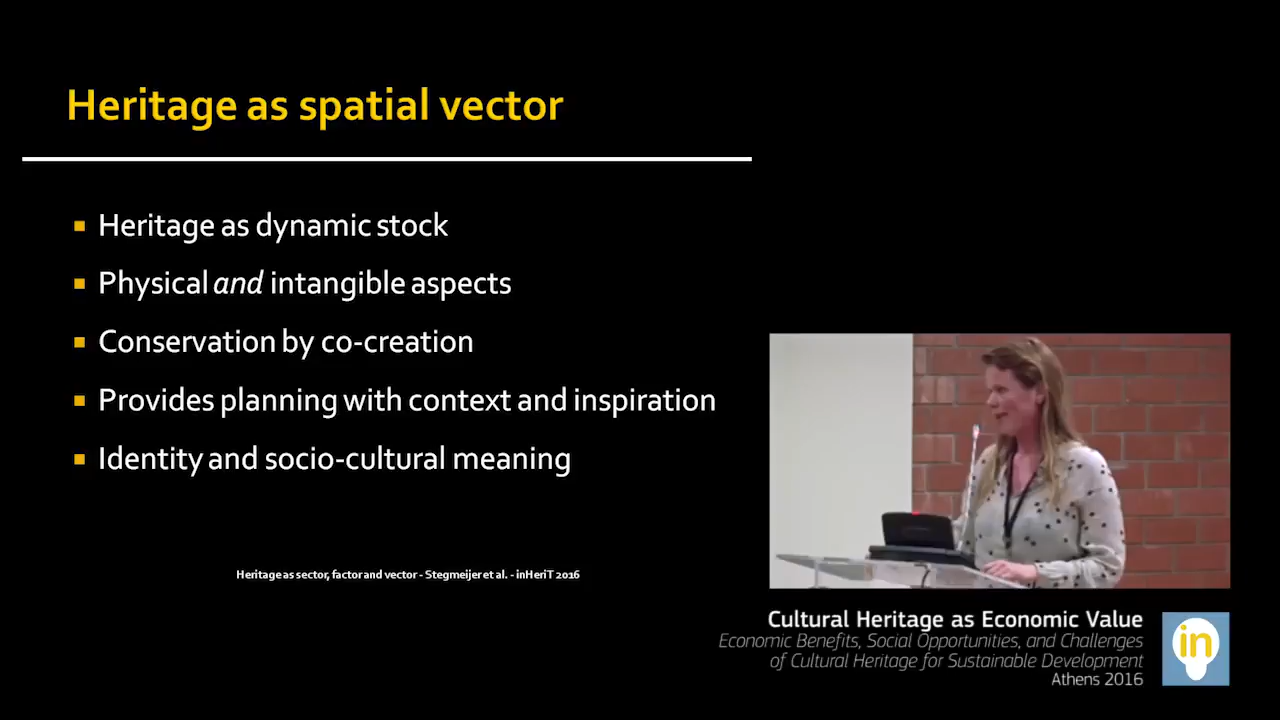 Heritage as spatial vector
Heritage as dynamic stock
Physical and intangible aspects
Conservation by co-creation
Provides planning with context and inspiration
Identity and socio-cultural meaning
Heritage as sector, factor and vector - Stegmeijer et al. - inHeriT 2016
Cultural Heritage as Economic Value
Economic Benefits, Social Opportunities, and Challenges
of Cultural Heritage for Sustainable Development
Athens 2016
in